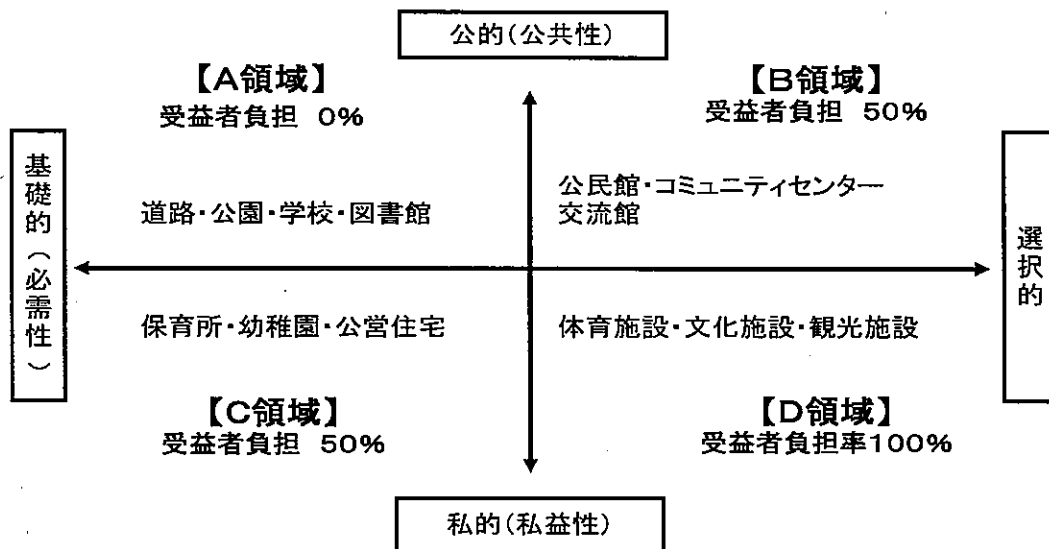 公的(公共性)
【A領域】
受益者負担 0%
【B領域】
受益者負担 50%
基礎的(必需性)
道路・公園・学校・図書館
公民館・コミュニティセンター
交流館
選択的
保育所・幼稚園・公営住宅
体育施設・文化施設・観光施設
【C領域】
受益者負担 50%
【D領域】
受益者負担率100%
私的(私益性)